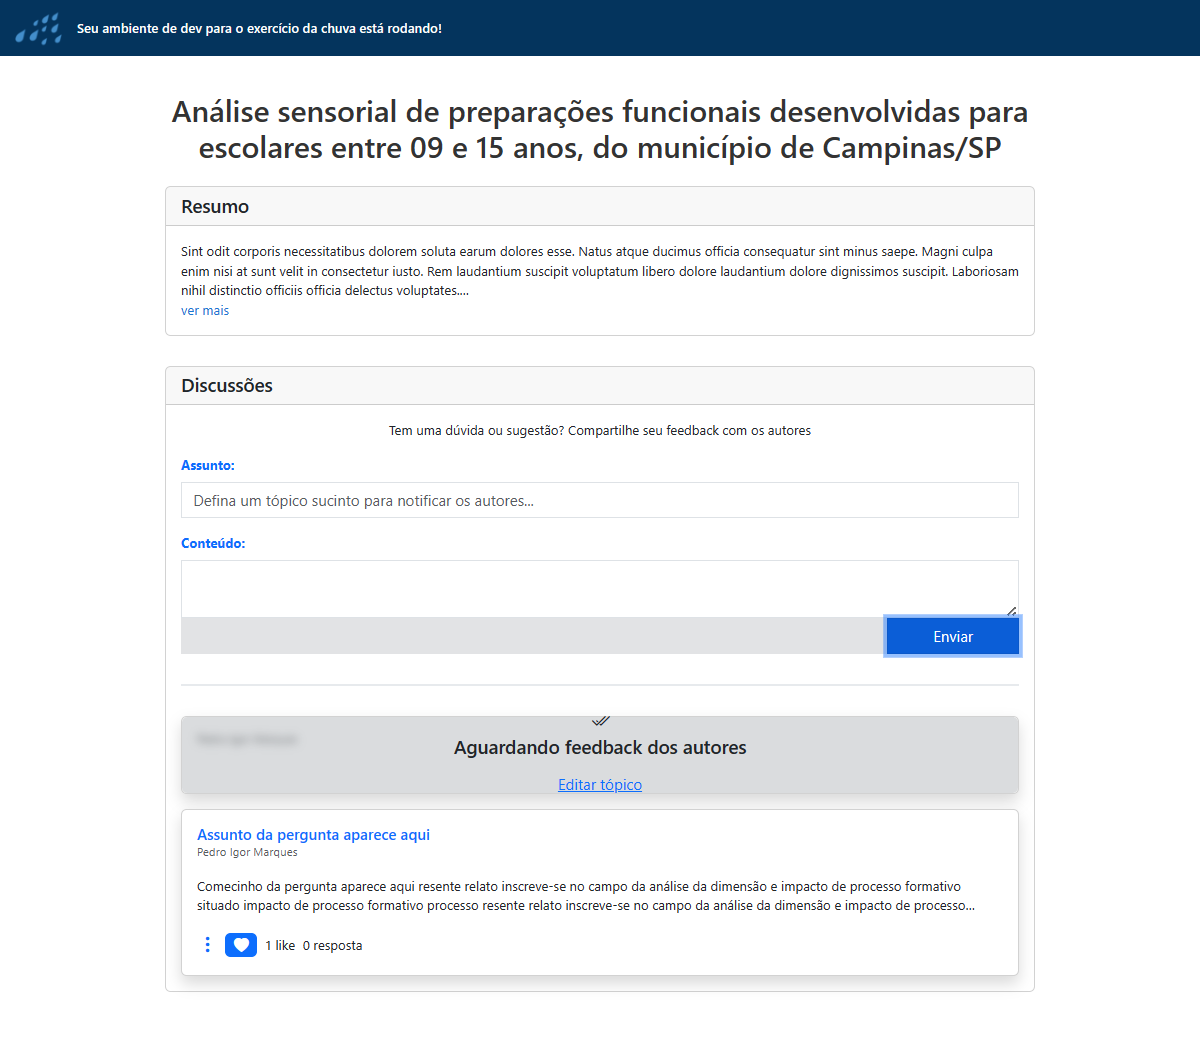 Seu ambiente de dev para o exercício da chuva está rodando!
Análise sensorial de preparações funcionais desenvolvidas para
escolares entre 09 e 15 anos, do município de Campinas/SP
Resumo
Sint odit corporis necessitatibus dolorem soluta earum dolores esse. Natus atque ducimus officia consequatur sint minus saepe. Magni culpa
enim nisi at sunt velit in consectetur iusto. Rem laudantium suscipit voluptatum libero dolore laudantium dolore dignissimos suscipit. Laboriosam
nihil distinctio officiis officia delectus voluptates....
ver mais
Discussões
Tem uma dúvida ou sugestão? Compartilhe seu feedback com os autores
Assunto:
Defina um tópico sucinto para notificar os autores...
Conteúdo:
Enviar
Aguardando feedback dos autores
Editar tópico
Assunto da pergunta aparece aqui
Pedro Igor Marques
Comecinho da pergunta aparece aqui resente relato inscreve-se no campo da análise da dimensão e impacto de processo formativo
situado impacto de processo formativo processo resente relato inscreve-se no campo da análise da dimensão e impacto de processo...
1 like 0 resposta